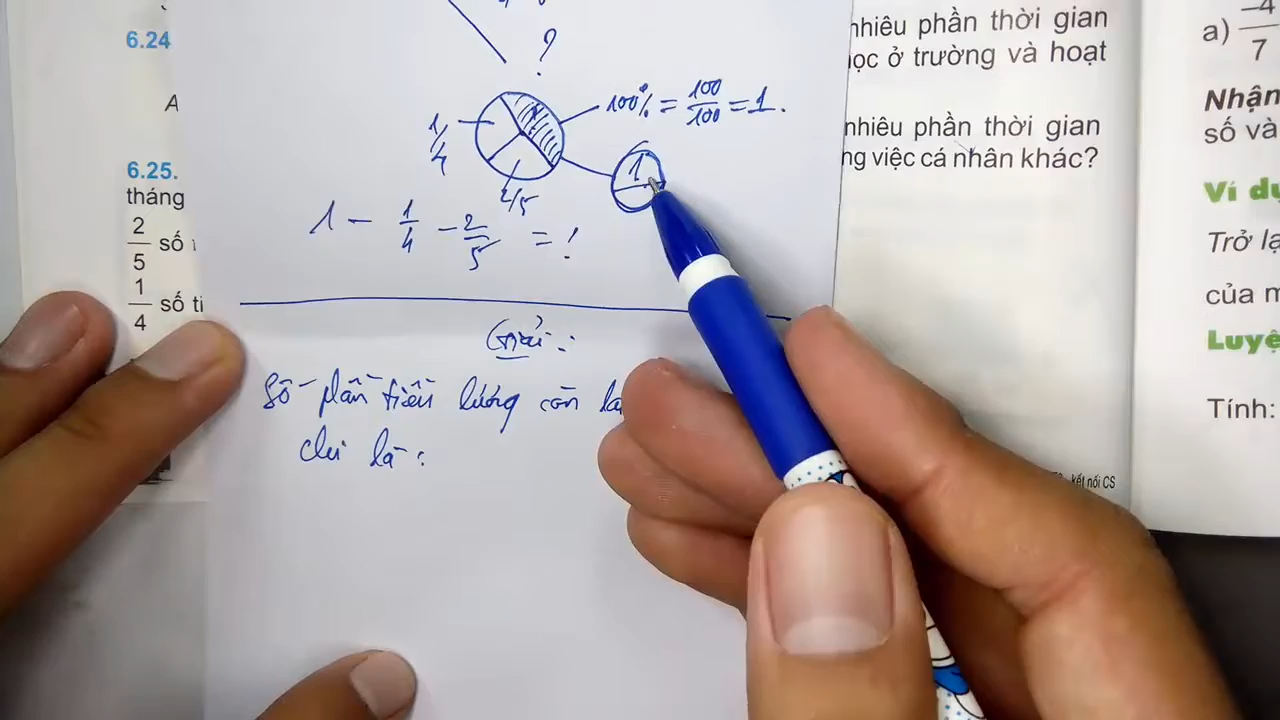 6.24
A
6.25.
tháng
2/5 số
1/4 số ti
?
1/4
100% = 100/100 = 1.
1
2/5
1 - 1/4 - 2/5 = !
Giải:
Số phần tiền lương còn
chi là:
nhiêu phần thời gian
học ở trường và hoạt
nhiêu phần thời gian
ng việc cá nhân khác?
kết nối CS
a) -4/7
Nhận
số và
Ví dụ
Trở lạ
của m
Luyệ
Tính: